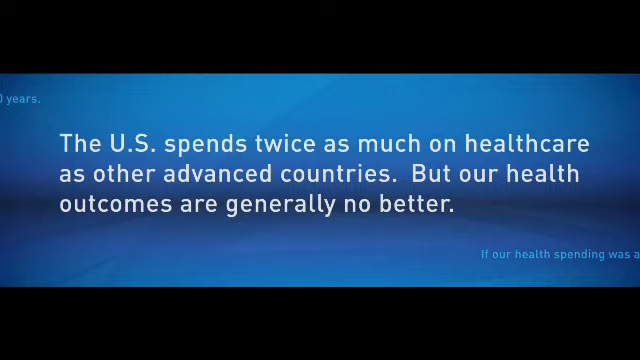 years.
The U.S. spends twice as much on healthcare
as other advanced countries. But our health
outcomes are generally no better.
If our health spending was a